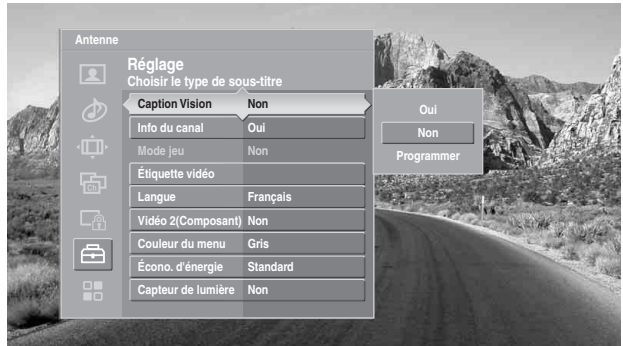 Antenne
Réglage
Choisir le type de sous-titre
Caption Vision Non
Info du canal Oui
Mode jeu Non
Étiquette vidéo
Langue Français
Vidéo 2(Composant) Non
Couleur du menu Gris
Écono. d'énergie Standard
Capteur de lumière Non
Oui
Non
Programmer
Ch